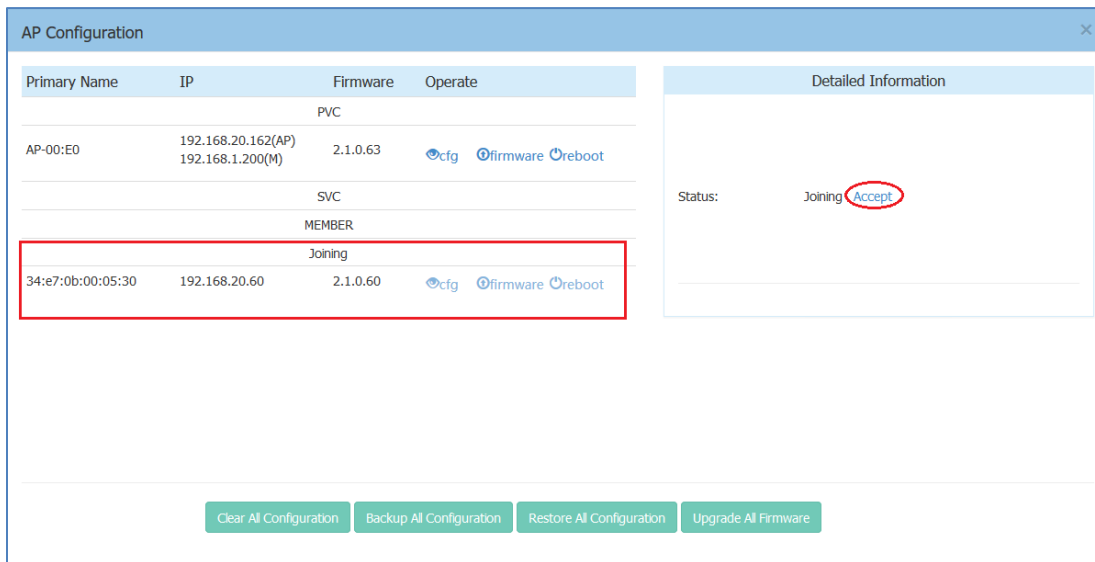 AP Configuration ×
Primary Name IP Firmware Operate
PVC
AP-00:E0 192.168.20.162(AP) 2.1.0.63 cfg firmware reboot
192.168.1.200(M)
SVC
MEMBER
Joining
34:e7:0b:00:05:30 192.168.20.60 2.1.0.60 cfg firmware reboot
Detailed Information
Status: Joining Accept
Clear All Configuration Backup All Configuration Restore All Configuration Upgrade All Firmware